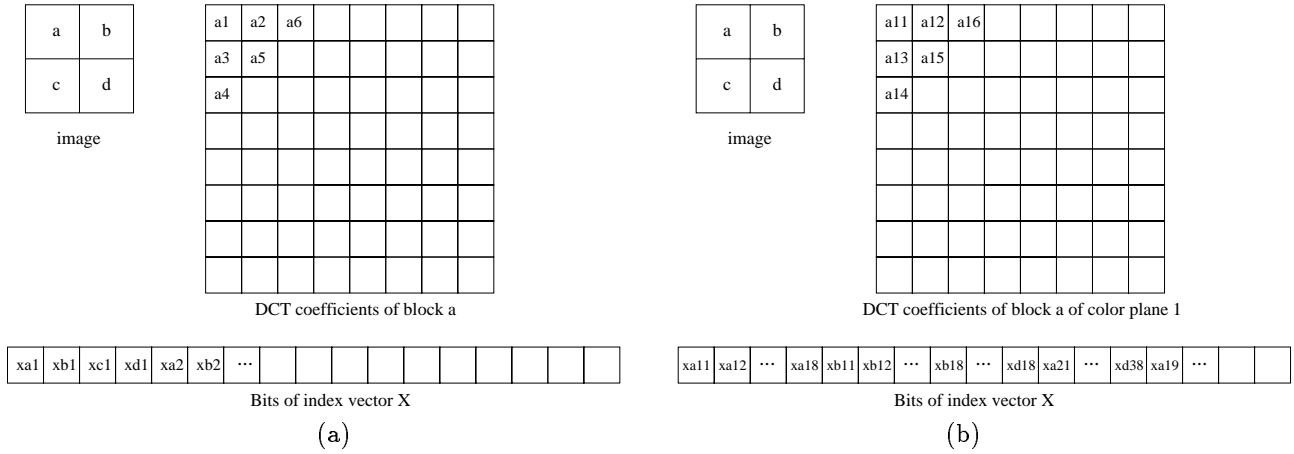 a b
c d
image
a1 a2 a6
a3 a5
a4
DCT coefficients of block a
xa1 xb1 xc1 xd1 xa2 xb2 ...
Bits of index vector X
(a)
a b
c d
image
a11 a12 a16
a13 a15
a14
DCT coefficients of block a of color plane 1
xa11 xa12 ... xa18 xb11 xb12 ... xb18 ... xd18 xa21 ... xd38 xa19 ...
Bits of index vector X
(b)